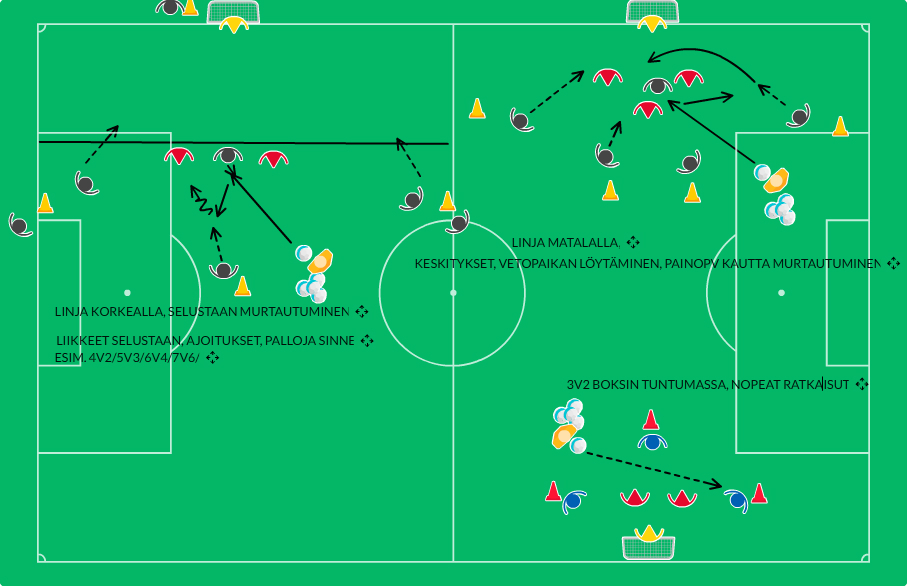 LINJA MATALALLA.
KESKITYKSET, VETOPAIKAN LÖYTÄMINEN, PAINOPV KAUTTA MURTAUTUMINEN
LINJA KORKEALLA, SELUSTAAN MURTAUTUMINEN
LIIKKEET SELUSTAAN, AJOITUKSET, PALLOJA SINNE
ESIM. 4V2/5V3/6V4/7V6/
3V2 BOKSIN TUNTUMASSA, NOPEAT RATKAISUT